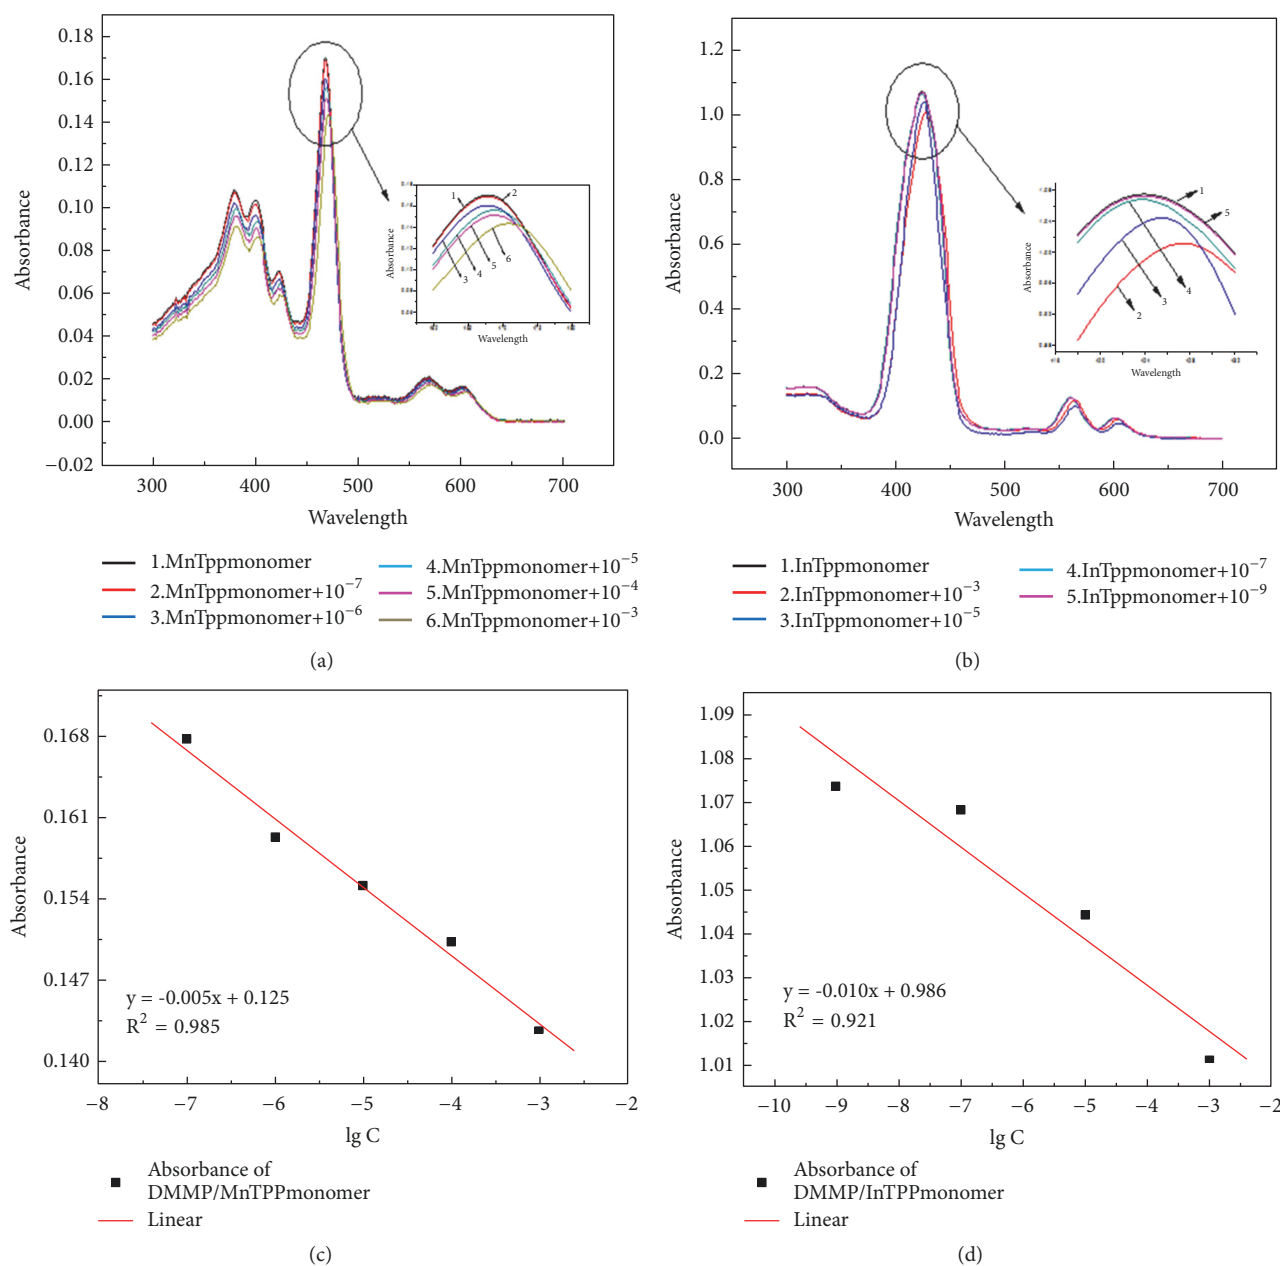 0.18
0.16
0.14
0.12
0.10
0.08
0.06
0.04
0.02
0.00
−0.02
Absorbance
300 400 500 600 700
Wavelength
1 2
3 4 5 6
Absorbance
Wavelength
1.MnTppmonomer
2.MnTppmonomer+10⁻⁷
3.MnTppmonomer+10⁻⁶
4.MnTppmonomer+10⁻⁵
5.MnTppmonomer+10⁻⁴
6.MnTppmonomer+10⁻³
(a)
1.2
1.0
0.8
0.6
0.4
0.2
0.0
Absorbance
300 400 500 600 700
Wavelength
1
5
4
3
2
Absorbance
Wavelength
1.InTppmonomer
2.InTppmonomer+10⁻³
3.InTppmonomer+10⁻⁵
4.InTppmonomer+10⁻⁷
5.InTppmonomer+10⁻⁹
(b)
0.168
0.161
0.154
0.147
0.140
Absorbance
y = -0.005x + 0.125
R² = 0.985
−8 −7 −6 −5 −4 −3 −2
lg C
Absorbance of
DMMP/MnTPPmonomer
Linear
(c)
1.09
1.08
1.07
1.06
1.05
1.04
1.03
1.02
1.01
Absorbance
y = -0.010x + 0.986
R² = 0.921
−10 −9 −8 −7 −6 −5 −4 −3 −2
lg C
Absorbance of
DMMP/InTPPmonomer
Linear
(d)